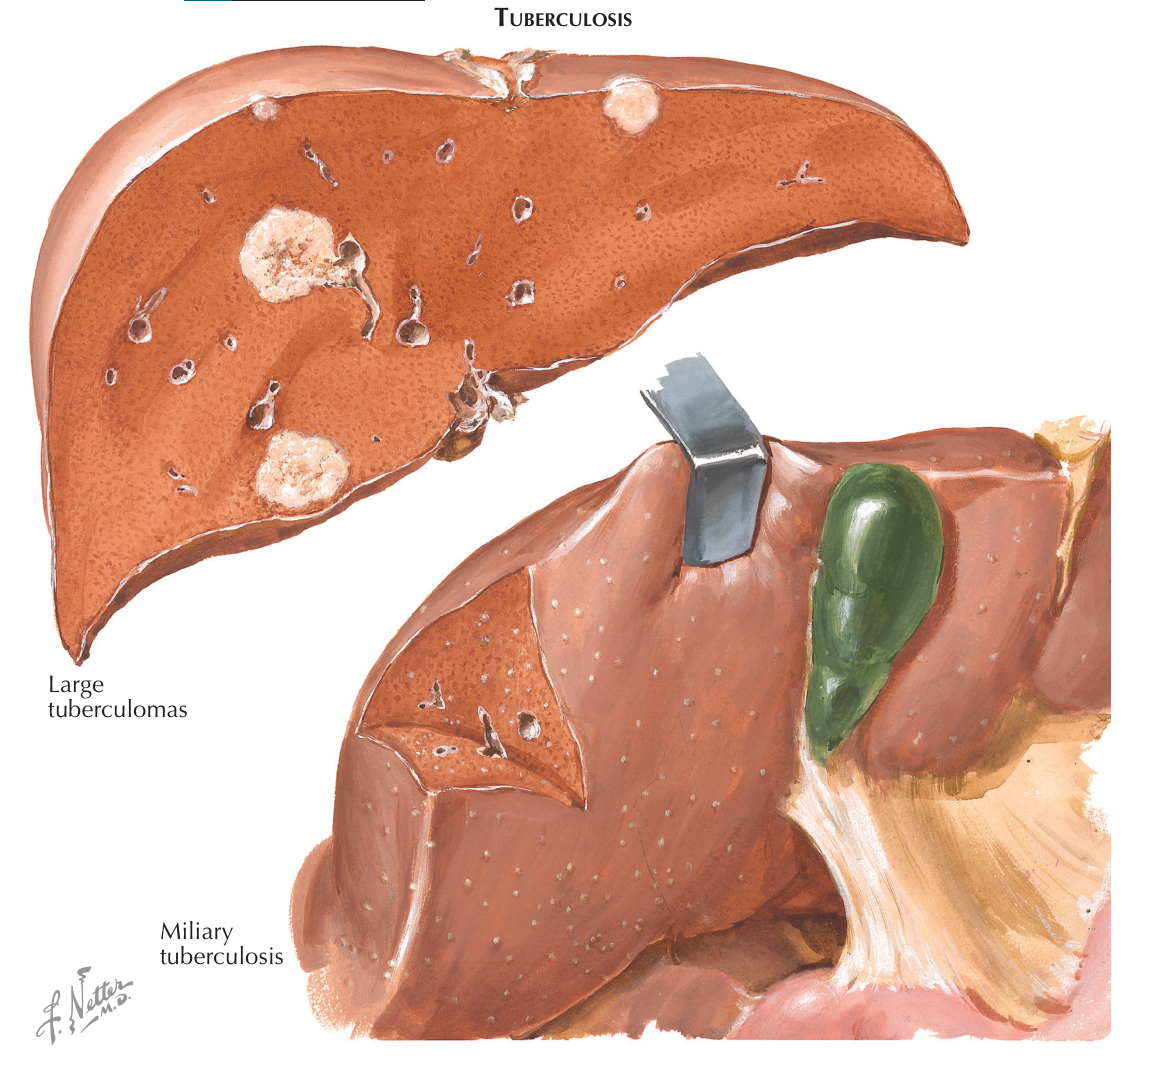 TUBERCULOSIS
Large
tuberculomas
Miliary
tuberculosis
F. Netter
M.D.